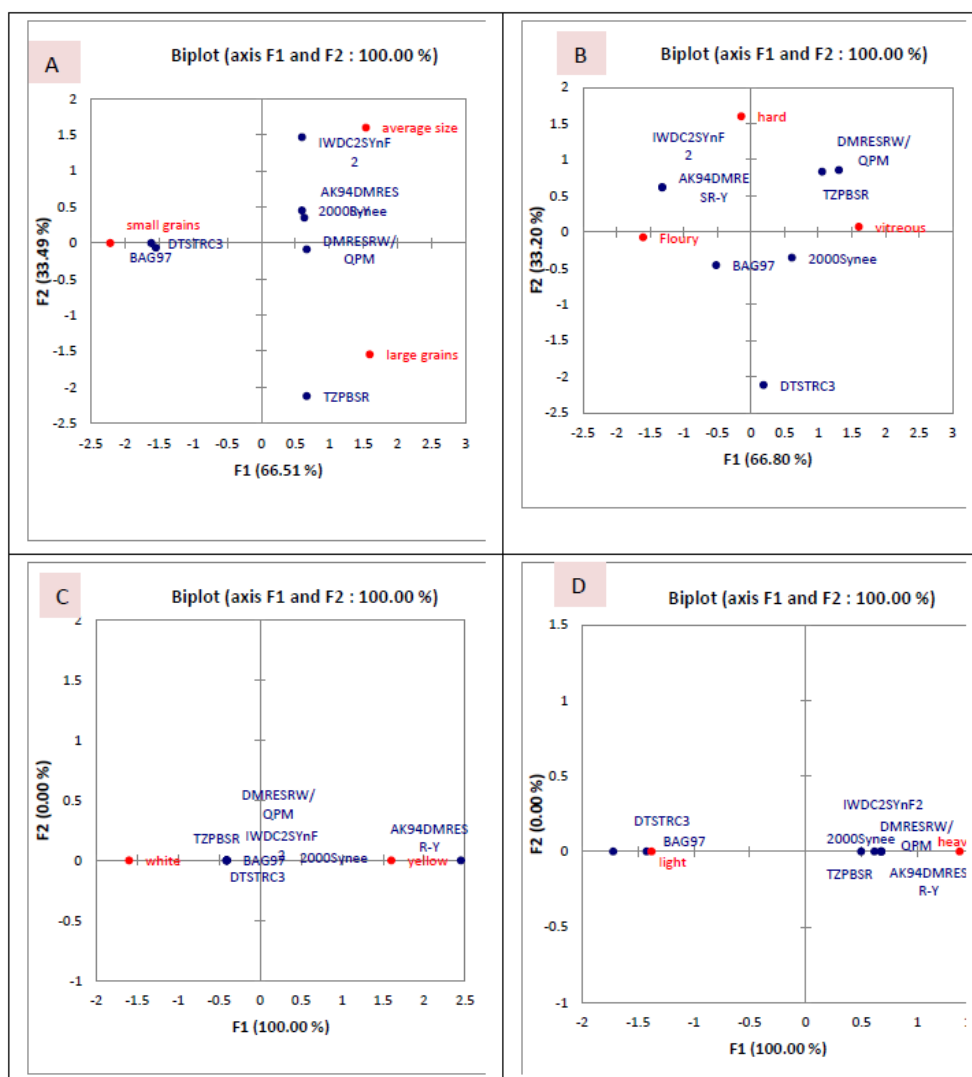 A
Biplot (axis F1 and F2 : 100.00 %)
2
1.5
1
0.5
0
-0.5
-1
-1.5
-2
-2.5
F2 (33.49 %)
average size
IWDC2SYnF
2
AK94DMRES
R-Y
2000Synee
small grains
DTSTRC3
BAG97
DMRESRW/
QPM
large grains
TZPBSR
-2.5 -2 -1.5 -1 -0.5 0 0.5 1 1.5 2 2.5 3
F1 (66.51 %)
B
Biplot (axis F1 and F2 : 100.00 %)
2
1.5
1
0.5
0
-0.5
-1
-1.5
-2
-2.5
F2 (33.20 %)
hard
IWDC2SYnF
2
DMRESRW/
QPM
AK94DMRE
SR-Y
TZPBSR
Floury
vitreous
BAG97
2000Synee
DTSTRC3
-2.5 -2 -1.5 -1 -0.5 0 0.5 1 1.5 2 2.5 3
F1 (66.80 %)
C
Biplot (axis F1 and F2 : 100.00 %)
2
1.5
1
0.5
0
-0.5
-1
F2 (0.00 %)
DMRESRW/
QPM
TZPBSR
IWDC2SYnF
2
AK94DMRES
R-Y
white
BAG97
2000Synee
yellow
DTSTRC3
-2 -1.5 -1 -0.5 0 0.5 1 1.5 2 2.5
F1 (100.00 %)
D
Biplot (axis F1 and F2 : 100.00 %)
1.5
1
0.5
0
-0.5
-1
F2 (0.00 %)
IWDC2SYnF2
DTSTRC3
BAG97
2000Synee
DMRESRW/
QPM
heav
light
TZPBSR
AK94DMRES
R-Y
-2 -1.5 -1 -0.5 0 0.5 1
F1 (100.00 %)